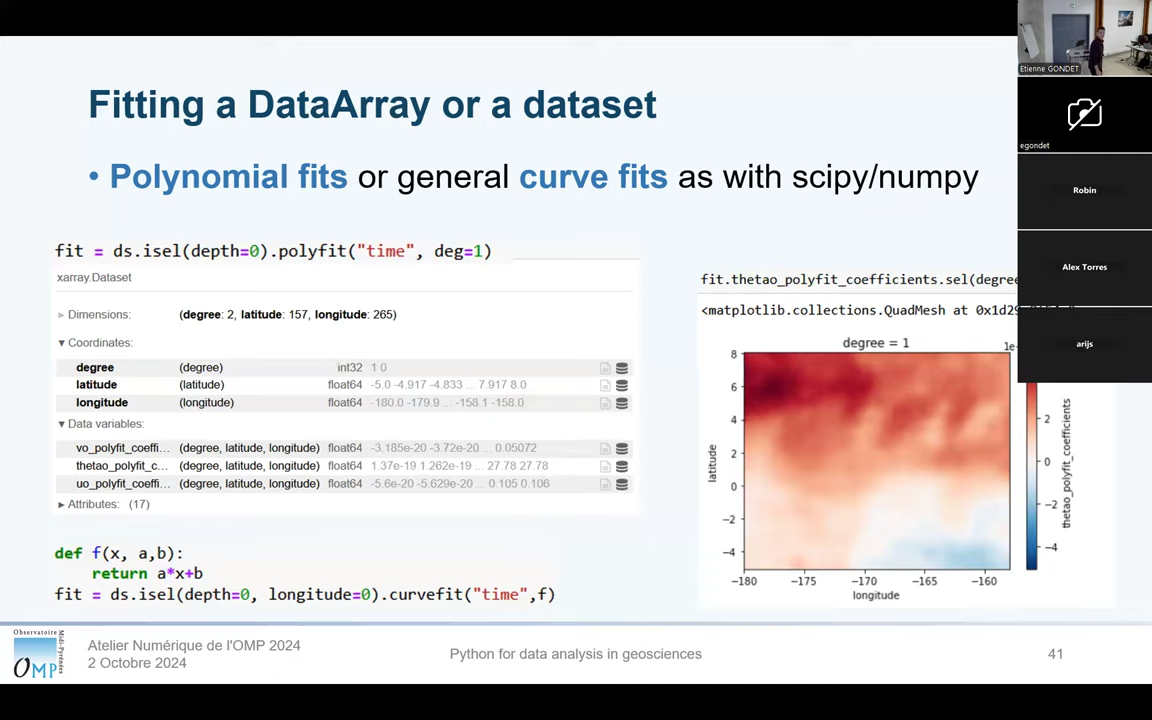 Fitting a DataArray or a dataset
• Polynomial fits or general curve fits as with scipy/numpy
fit = ds.isel(depth=0).polyfit("time", deg=1)
xarray.Dataset
▸ Dimensions: (degree: 2, latitude: 157, longitude: 265)
▾ Coordinates:
degree (degree) int32 1 0
latitude (latitude) float64 -5.0 -4.917 -4.833 ... 7.917 8.0
longitude (longitude) float64 -180.0 -179.9 ... -158.1 -158.0
▾ Data variables:
vo_polyfit_coeffi... (degree, latitude, longitude) float64 -3.185e-20 -3.72e-20 ... 0.05072
thetao_polyfit_c... (degree, latitude, longitude) float64 1.37e-19 1.262e-19 ... 27.78 27.78
uo_polyfit_coeffi... (degree, latitude, longitude) float64 -5.6e-20 -5.629e-20 ... 0.105 0.106
▸ Attributes: (17)
def f(x, a,b):
return a*x+b
fit = ds.isel(depth=0, longitude=0).curvefit("time",f)
fit.thetao_polyfit_coefficients.sel(degree
<matplotlib.collections.QuadMesh at 0x1d29
degree = 1
1e-
8
6
4
2
0
−2
−4
latitude
−180 −175 −170 −165 −160
longitude
2
0
−2
−4
thetao_polyfit_coefficients
Etienne GONDET
egondet
Robin
Alex Torres
arijs
Observatoire
Midi-Pyrénées
OMP
Atelier Numérique de l'OMP 2024
2 Octobre 2024
Python for data analysis in geosciences
41